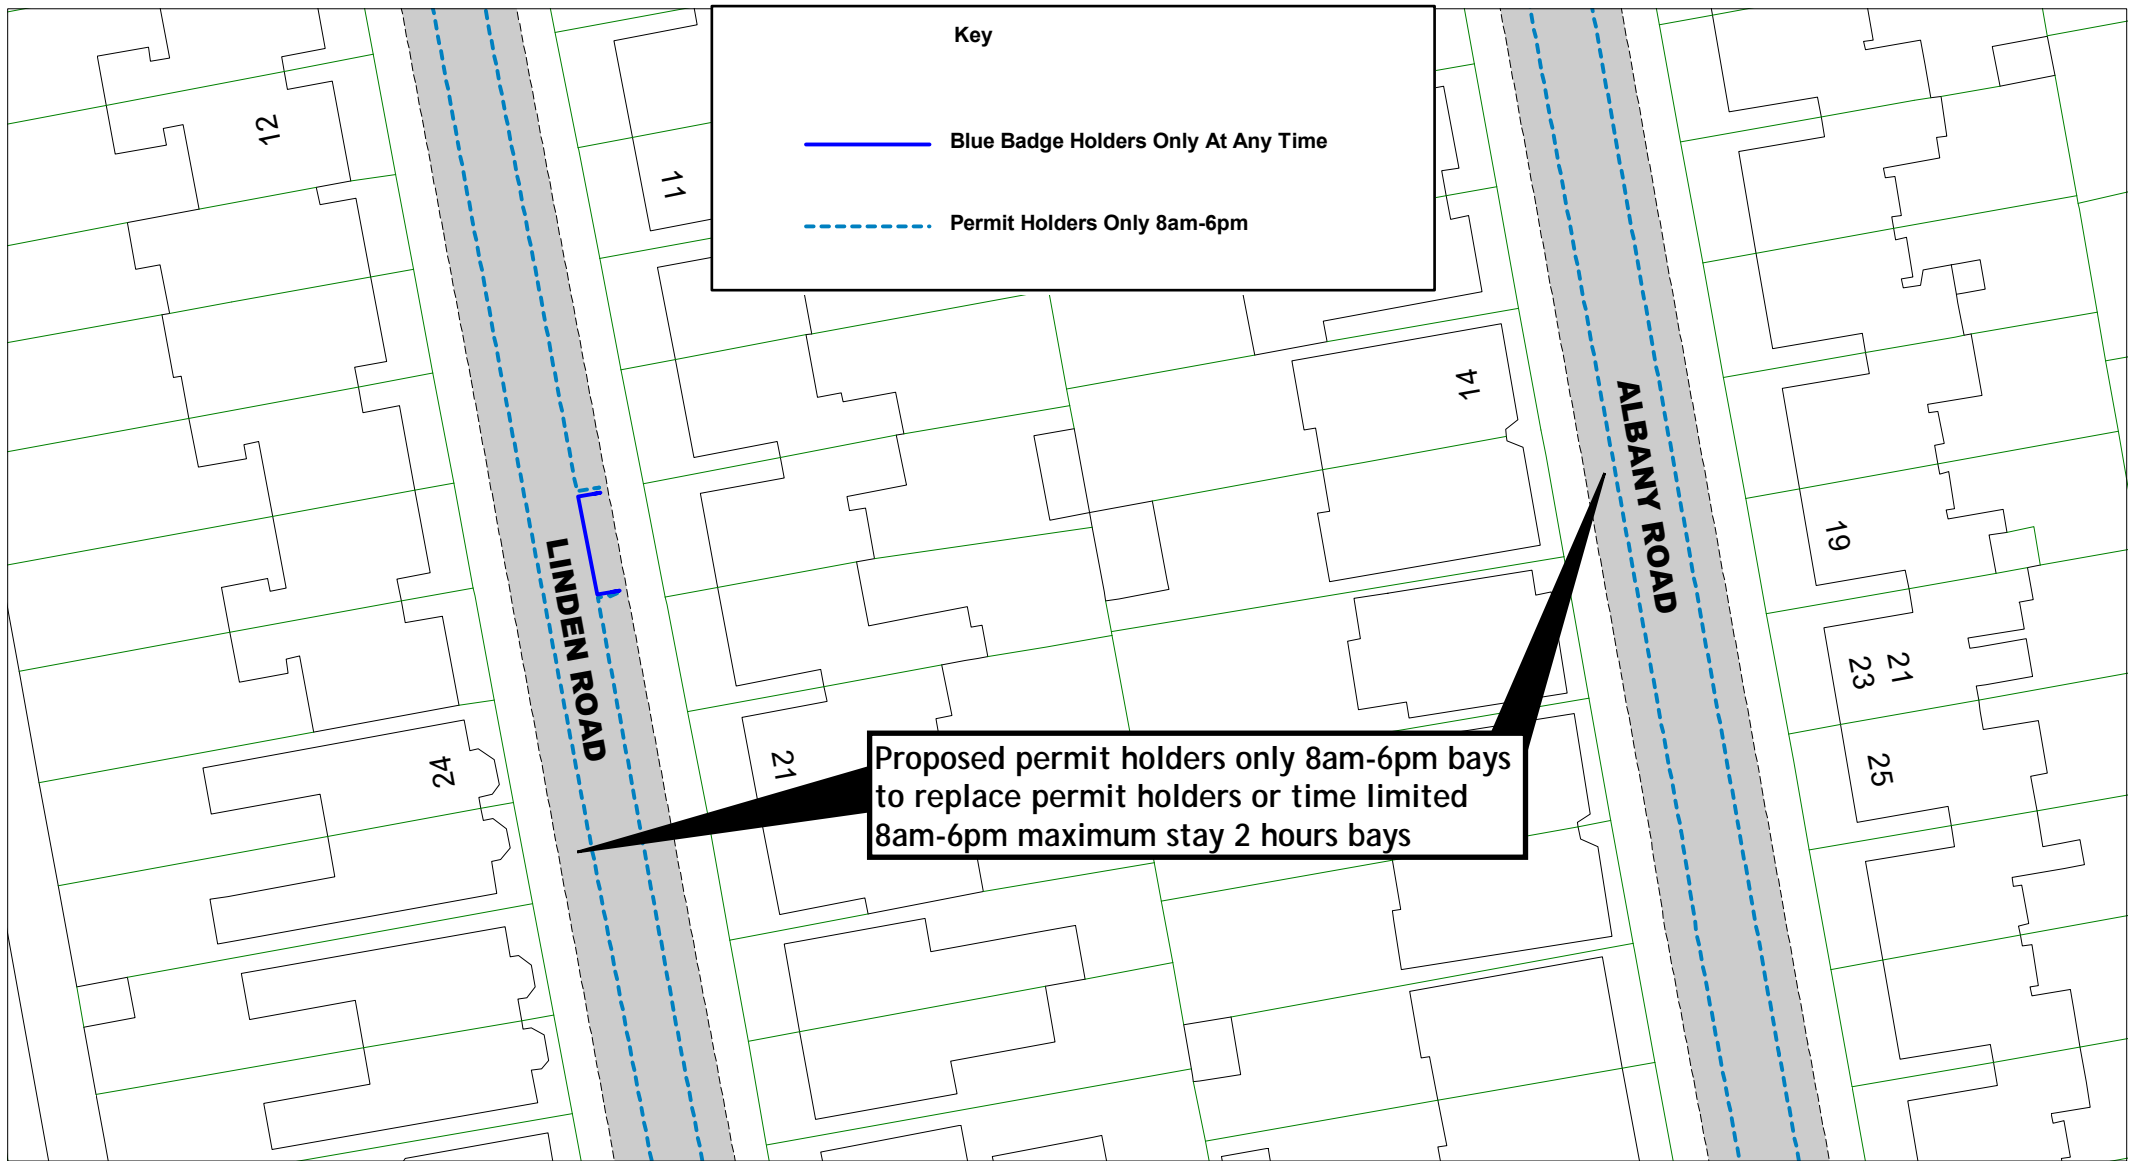 Key
Blue Badge Holders Only At Any Time
Permit Holders Only 8am-6pm
12
11
14
ALBANY ROAD
19
LINDEN ROAD
21
23
24
21
25
Proposed permit holders only 8am-6pm bays
to replace permit holders or time limited
8am-6pm maximum stay 2 hours bays